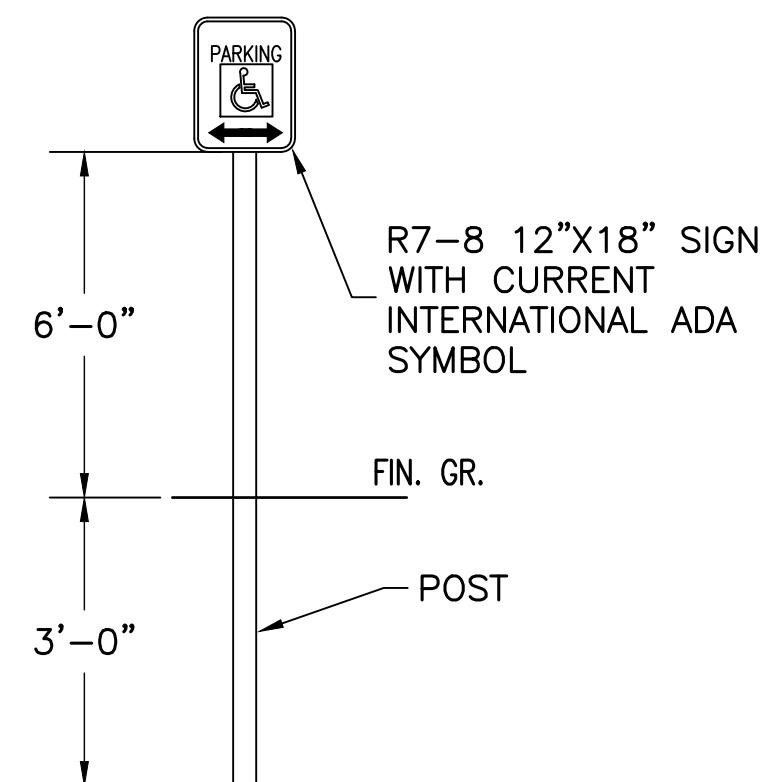 PARKING
R7-8 12"X18" SIGN
WITH CURRENT
INTERNATIONAL ADA
SYMBOL
6'-0"
FIN. GR.
POST
3'-0"